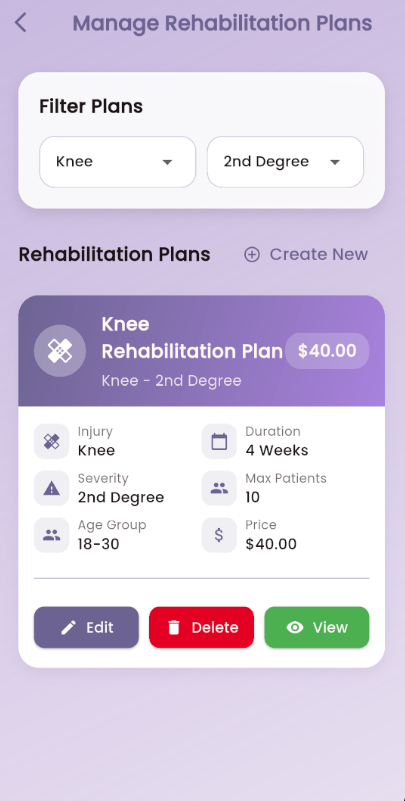 Manage Rehabilitation Plans
Filter Plans
Knee
2nd Degree
Rehabilitation Plans
Create New
Knee
Rehabilitation Plan
$40.00
Knee - 2nd Degree
Injury
Knee
Duration
4 Weeks
Severity
2nd Degree
Max Patients
10
Age Group
18-30
$
Price
$40.00
Edit
Delete
View